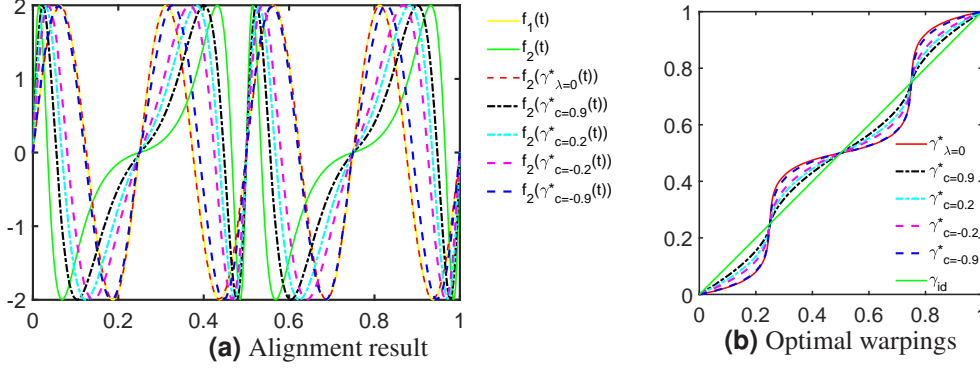 2
1
0
-1
-2
0
0.2
0.4
0.6
0.8
1
(a) Alignment result
f1(t)
f2(t)
f2(γ*λ=0(t))
f2(γ*c=0.9(t))
f2(γ*c=0.2(t))
f2(γ*c=-0.2(t))
f2(γ*c=-0.9(t))
1
0.8
0.6
0.4
0.2
0
γ*λ=0
γ*c=0.9
γ*c=0.2
γ*c=-0.2
γ*c=-0.9
γid
0
0.2
0.4
0.6
0.8
1
(b) Optimal warpings